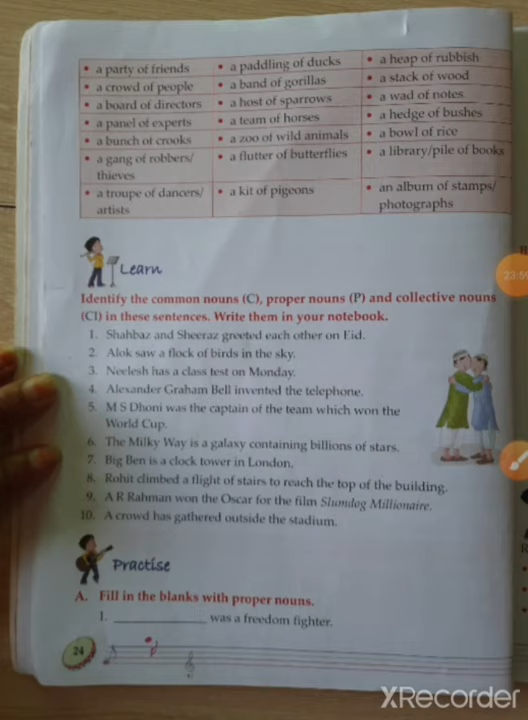 • a party of friends • a paddling of ducks • a heap of rubbish
• a crowd of people • a band of gorillas • a stack of wood
• a board of directors • a host of sparrows • a wad of notes
• a panel of experts • a team of horses • a hedge of bushes
• a bunch of crooks • a zoo of wild animals • a bowl of rice
• a gang of robbers/ • a flutter of butterflies • a library/pile of books
thieves
• a troupe of dancers/ • a kit of pigeons • an album of stamps/
artists photographs
Learn
23:59
Identify the common nouns (C), proper nouns (P) and collective nouns
(Cl) in these sentences. Write them in your notebook.
1. Shahbaz and Sheeraz greeted each other on Eid.
2. Alok saw a flock of birds in the sky.
3. Neelesh has a class test on Monday.
4. Alexander Graham Bell invented the telephone.
5. M S Dhoni was the captain of the team which won the
World Cup.
6. The Milky Way is a galaxy containing billions of stars.
7. Big Ben is a clock tower in London.
8. Rohit climbed a flight of stairs to reach the top of the building.
9. A R Rahman won the Oscar for the film Slumdog Millionaire.
10. A crowd has gathered outside the stadium.
Practise
A. Fill in the blanks with proper nouns.
1. ____________ was a freedom fighter.
24
XRecorder